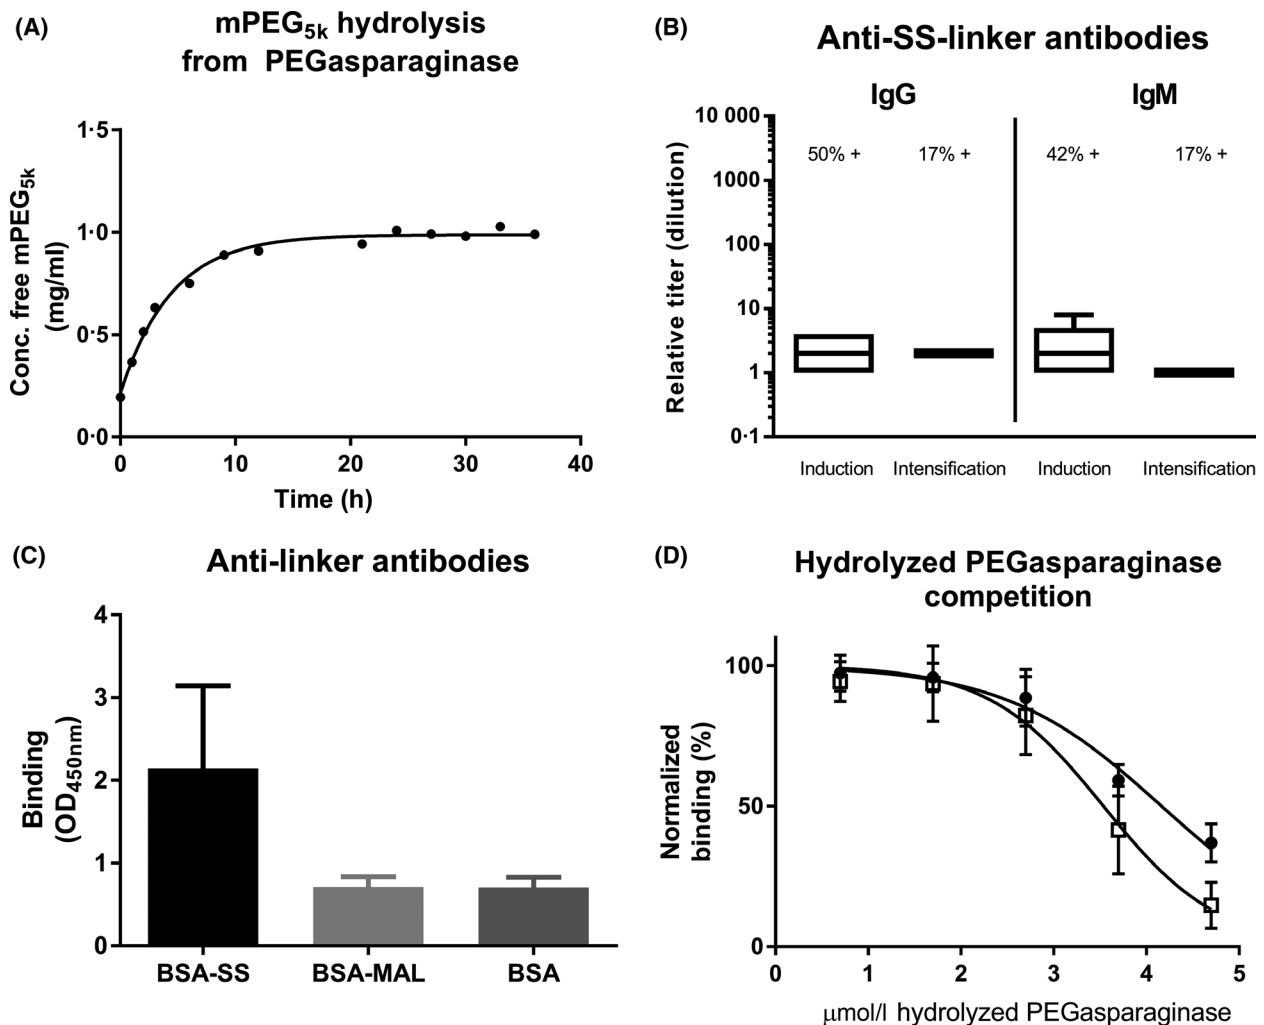 (A)
mPEG5k hydrolysis
from PEGasparaginase
Conc. free mPEG5k
(mg/ml)
1·5
1·0
0·5
0·0
0 10 20 30 40
Time (h)
(B)
Anti-SS-linker antibodies
IgG IgM
Relative titer (dilution)
10 000
1000
100
10
1
0·1
50% + 17% + 42% + 17% +
Induction Intensification Induction Intensification
(C)
Anti-linker antibodies
Binding
(OD450nm)
4
3
2
1
0
BSA-SS BSA-MAL BSA
(D)
Hydrolyzed PEGasparaginase
competition
Normalized
binding (%)
100
50
0
0 1 2 3 4 5
μmol/l hydrolyzed PEGasparaginase